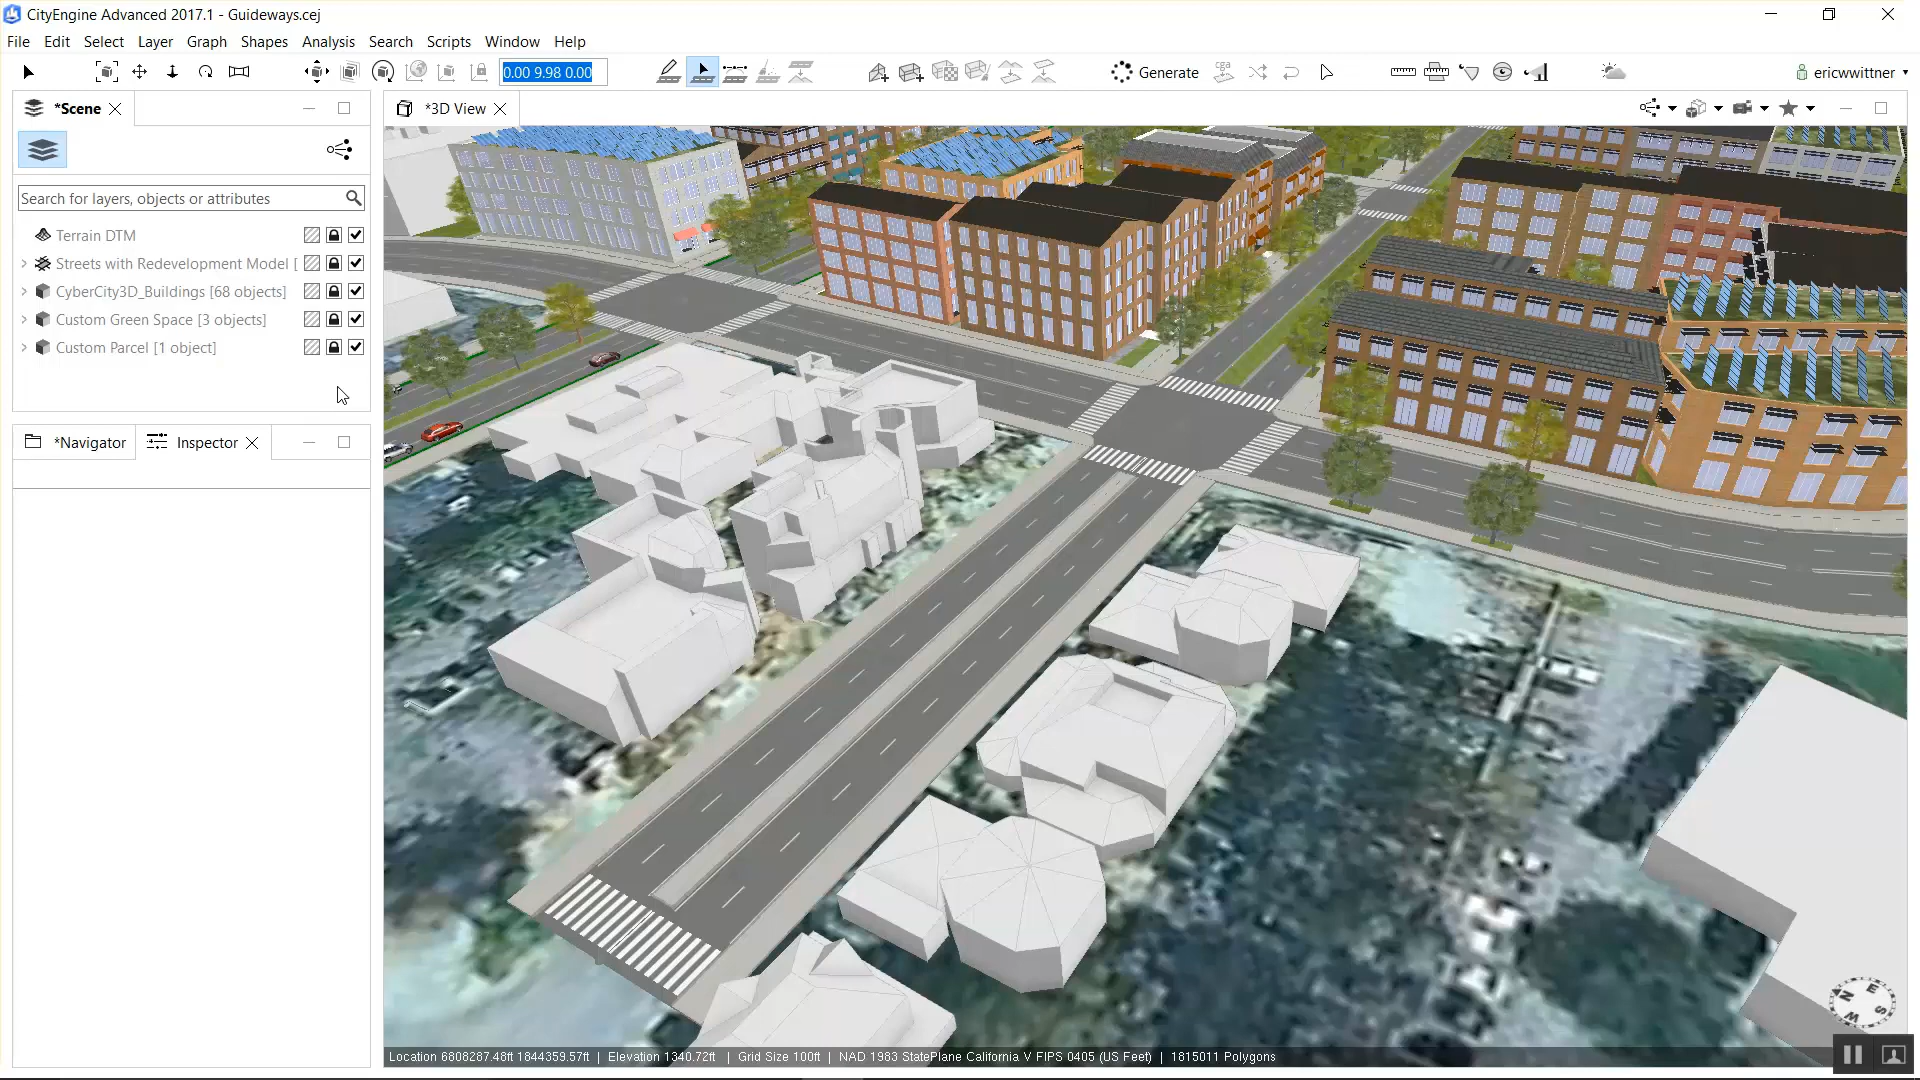 CityEngine Advanced 2017.1 - Guideways.cej
File Edit Select Layer Graph Shapes Analysis Search Scripts Window Help
0.00 9.98 0.00
Generate
cga
ericwwittner
*Scene
*3D View
Search for layers, objects or attributes
Terrain DTM
Streets with Redevelopment Model [
CyberCity3D_Buildings [68 objects]
Custom Green Space [3 objects]
Custom Parcel [1 object]
*Navigator
Inspector
N E S W
Location 6808287.48ft 1844359.57ft | Elevation 1340.72ft | Grid Size 100ft | NAD 1983 StatePlane California V FIPS 0405 (US Feet) | 1815011 Polygons